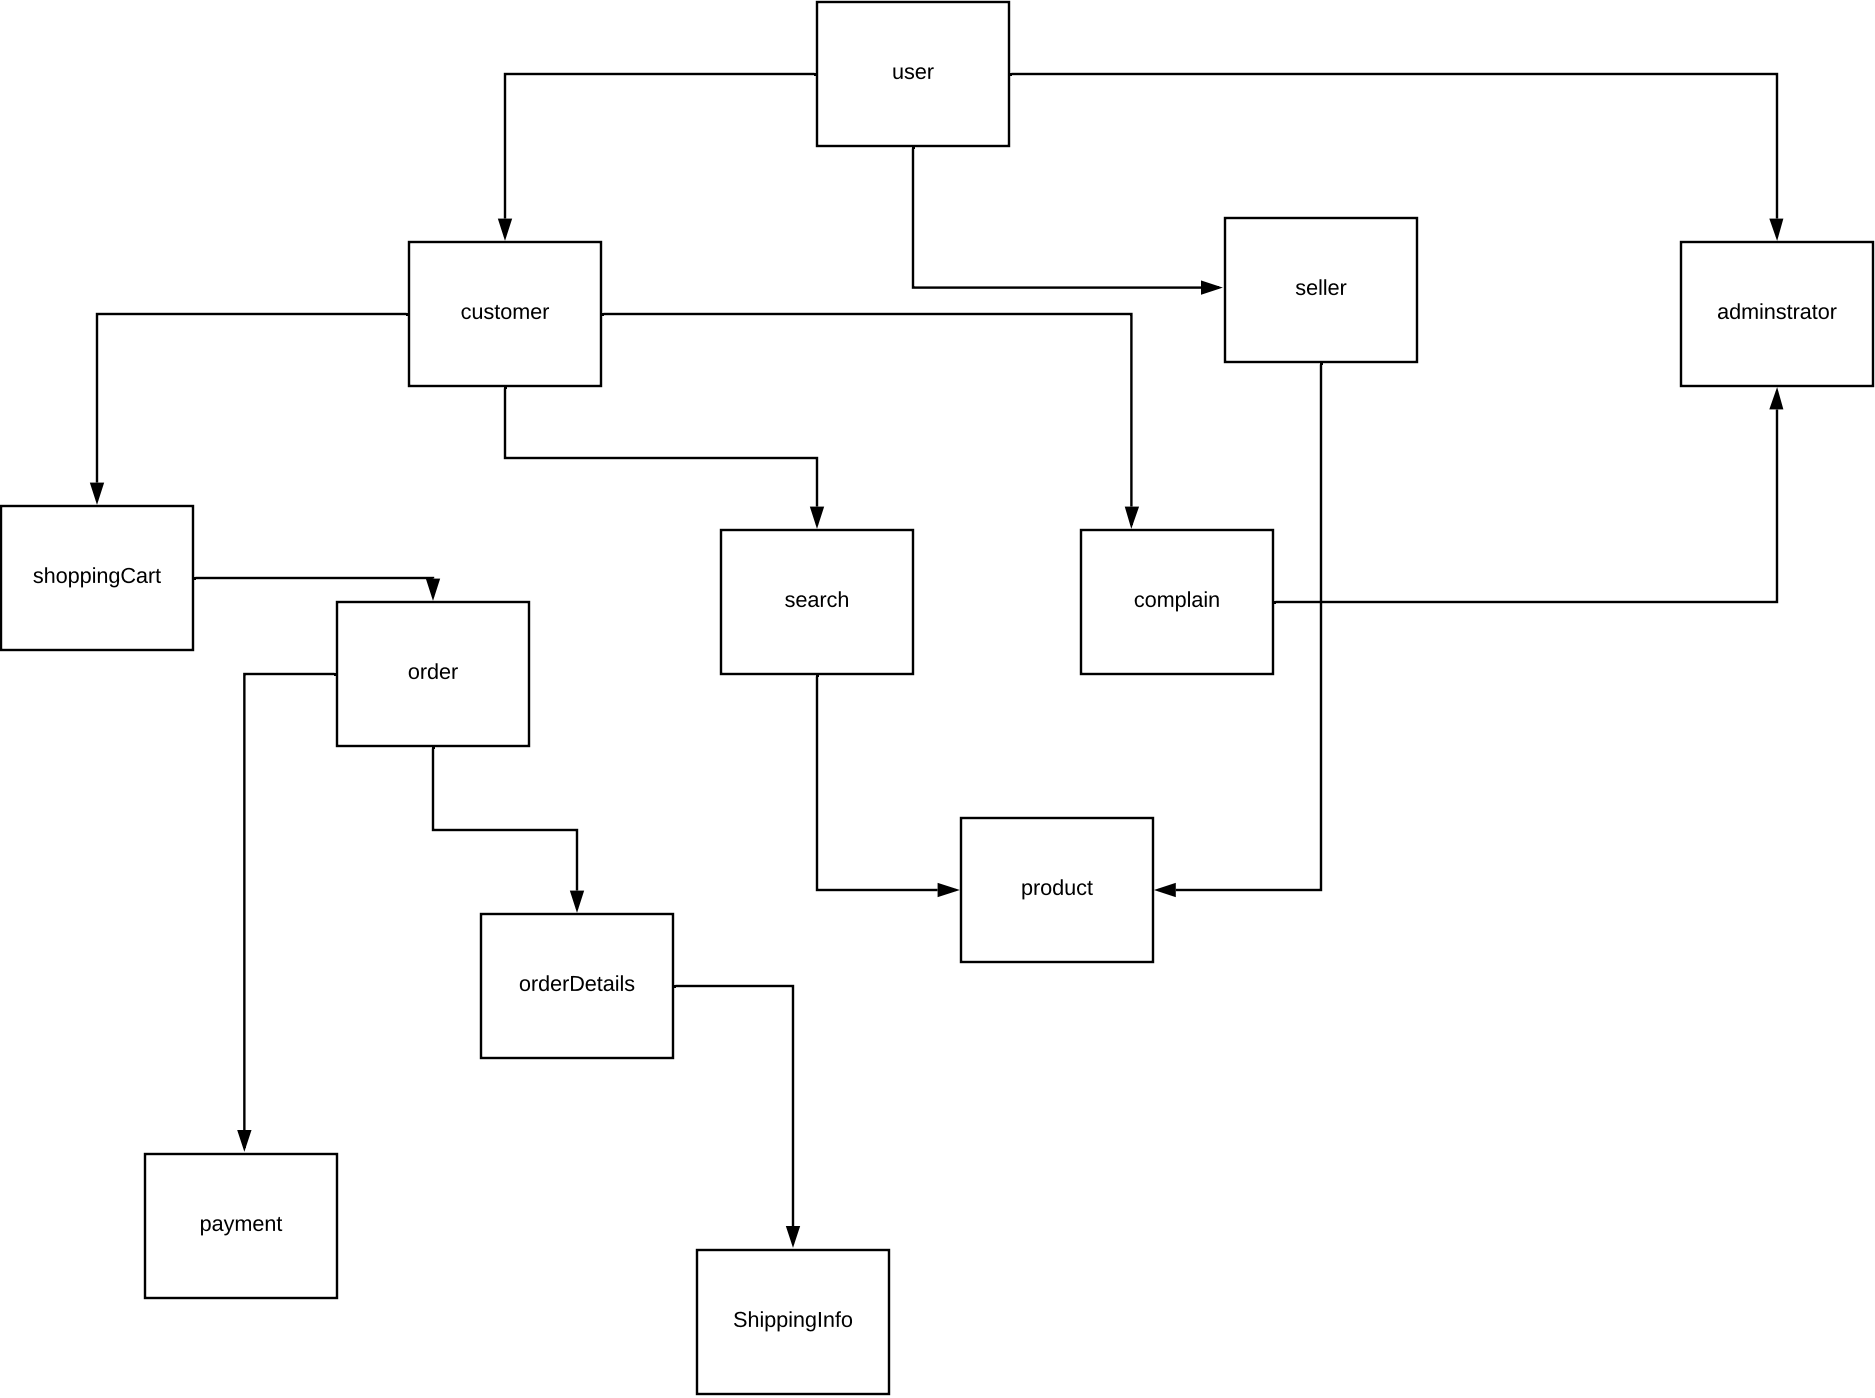 user
seller
customer
adminstrator
shoppingCart
search
complain
order
product
orderDetails
payment
ShippingInfo